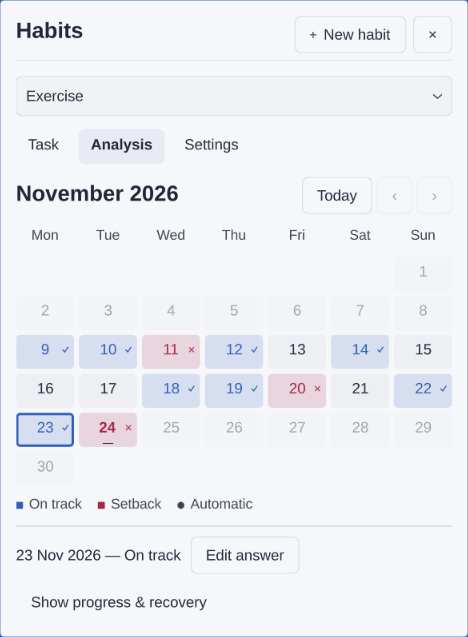 Habits
+ New habit
×
Exercise
Task Analysis Settings
November 2026
Today ‹ ›
Mon Tue Wed Thu Fri Sat Sun
1
2 3 4 5 6 7 8
9 ✓ 10 ✓ 11 × 12 ✓ 13 14 ✓ 15
16 17 18 ✓ 19 ✓ 20 × 21 22 ✓
23 ✓ 24 × 25 26 27 28 29
30
On track Setback Automatic
23 Nov 2026 — On track Edit answer
Show progress & recovery